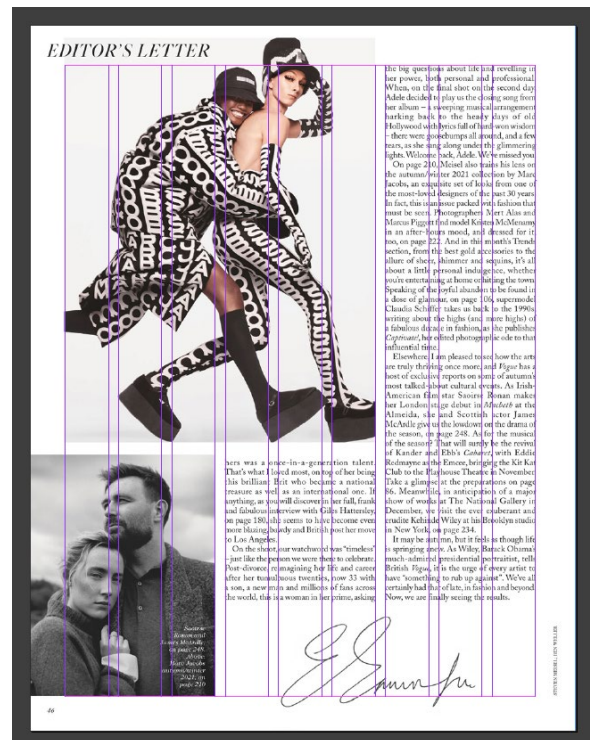 EDITOR'S LETTER
hers was a once-in-a-generation talent.
That's what I loved most, on top of her being
this brilliant Brit who became a national
treasure as well as an international one. If
anything, as you will discover in her full, frank
and fabulous interview with Giles Hattersley,
on page 180, she seems to have become even
more blazing, bawdy and British post her move
to Los Angeles.
On the shoot, our watchword was "timeless"
– just like the person we were there to celebrate.
Post-divorce, reimagining her life and career
after her tumultuous twenties, now 33 with
a son, a new man and millions of fans across
the world, this is a woman in her prime, asking
the big questions about life and revelling in
her power, both personal and professional.
When, on the final shot on the second day
Adele decided to play us the closing song from
her album – a sweeping musical arrangement
harking back to the heady days of old
Hollywood with lyrics full of hard-won wisdom
– there were goosebumps all around, and a few
tears, as she sang along under the glimmering
lights. Welcome back, Adele. We've missed you.
On page 210, Meisel also trains his lens on
the autumn/winter 2021 collection by Marc
Jacobs, an exquisite set of looks from one of
the most-loved designers of the past 30 years.
In fact, this is an issue packed with fashion that
must be seen. Photographers Mert Alas and
Marcus Piggott find model Kristen McMenamy
in an after-hours mood, and dressed for it
too, on page 222. And in this month's Trends
section, from the best gold accessories to the
allure of sheer, shimmer and sequins, it's all
about a little personal indulgence, whether
you're entertaining at home or hitting the town.
Speaking of the joyful abandon to be found in
a dose of glamour, on page 106, supermodel
Claudia Schiffer takes us back to the 1990s,
writing about the highs (and more highs) of
a fabulous decade in fashion, as she publishes
Captivate!, her edited photographic ode to that
influential time.
Elsewhere, I am pleased to see how the arts
are truly thriving once more, and Vogue has a
host of exclusive reports on some of autumn's
most talked-about cultural events. As Irish-
American film star Saoirse Ronan makes
her London stage debut in Macbeth at the
Almeida, she and Scottish actor James
McArdle give us the lowdown on the drama of
the season, on page 248. As for the musical
of the season? That will surely be the revival
of Kander and Ebb's Cabaret, with Eddie
Redmayne as the Emcee, bringing the Kit Kat
Club to the Playhouse Theatre in November.
Take a glimpse at the preparations on page
86. Meanwhile, in anticipation of a major
show of works at The National Gallery in
December, we visit the ever exuberant and
erudite Kehinde Wiley at his Brooklyn studio
in New York, on page 234.
It may be autumn, but it feels as though life
is springing anew. As Wiley, Barack Obama's
much-admired presidential portraitist, tells
British Vogue, it is the urge of every artist to
have "something to rub up against". We've all
certainly had that of late, in fashion and beyond.
Now, we are finally seeing the results.
Saoirse
Ronan and
James McArdle,
on page 248.
Above:
Marc Jacobs
autumn/winter
2021, on
page 210
46